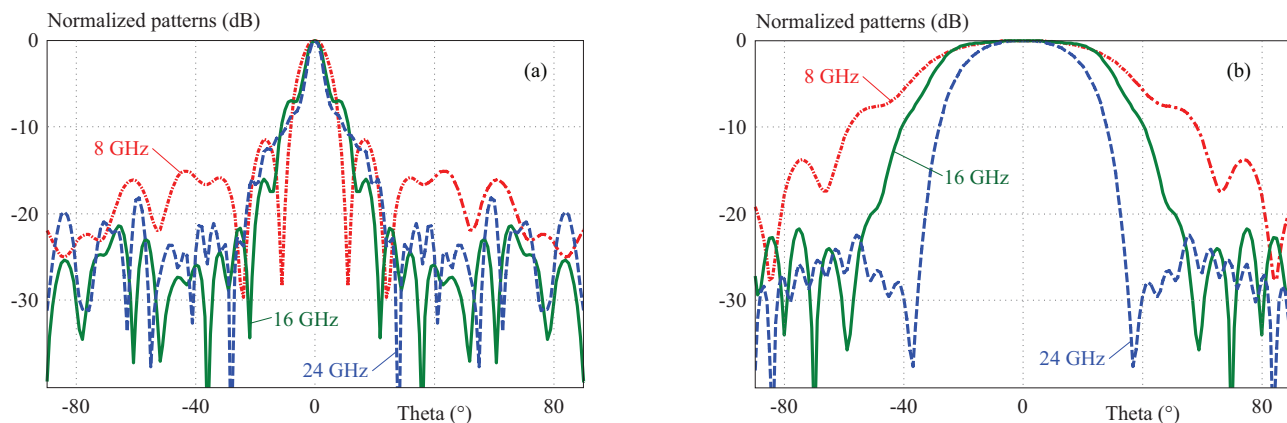 Normalized patterns (dB)
0
(a)
8 GHz
-10
-20
-30
16 GHz
24 GHz
-80
-40
0
Theta (°)
80
Normalized patterns (dB)
0
(b)
8 GHz
-10
16 GHz
-20
-30
24 GHz
-80
-40
0
Theta (°)
80